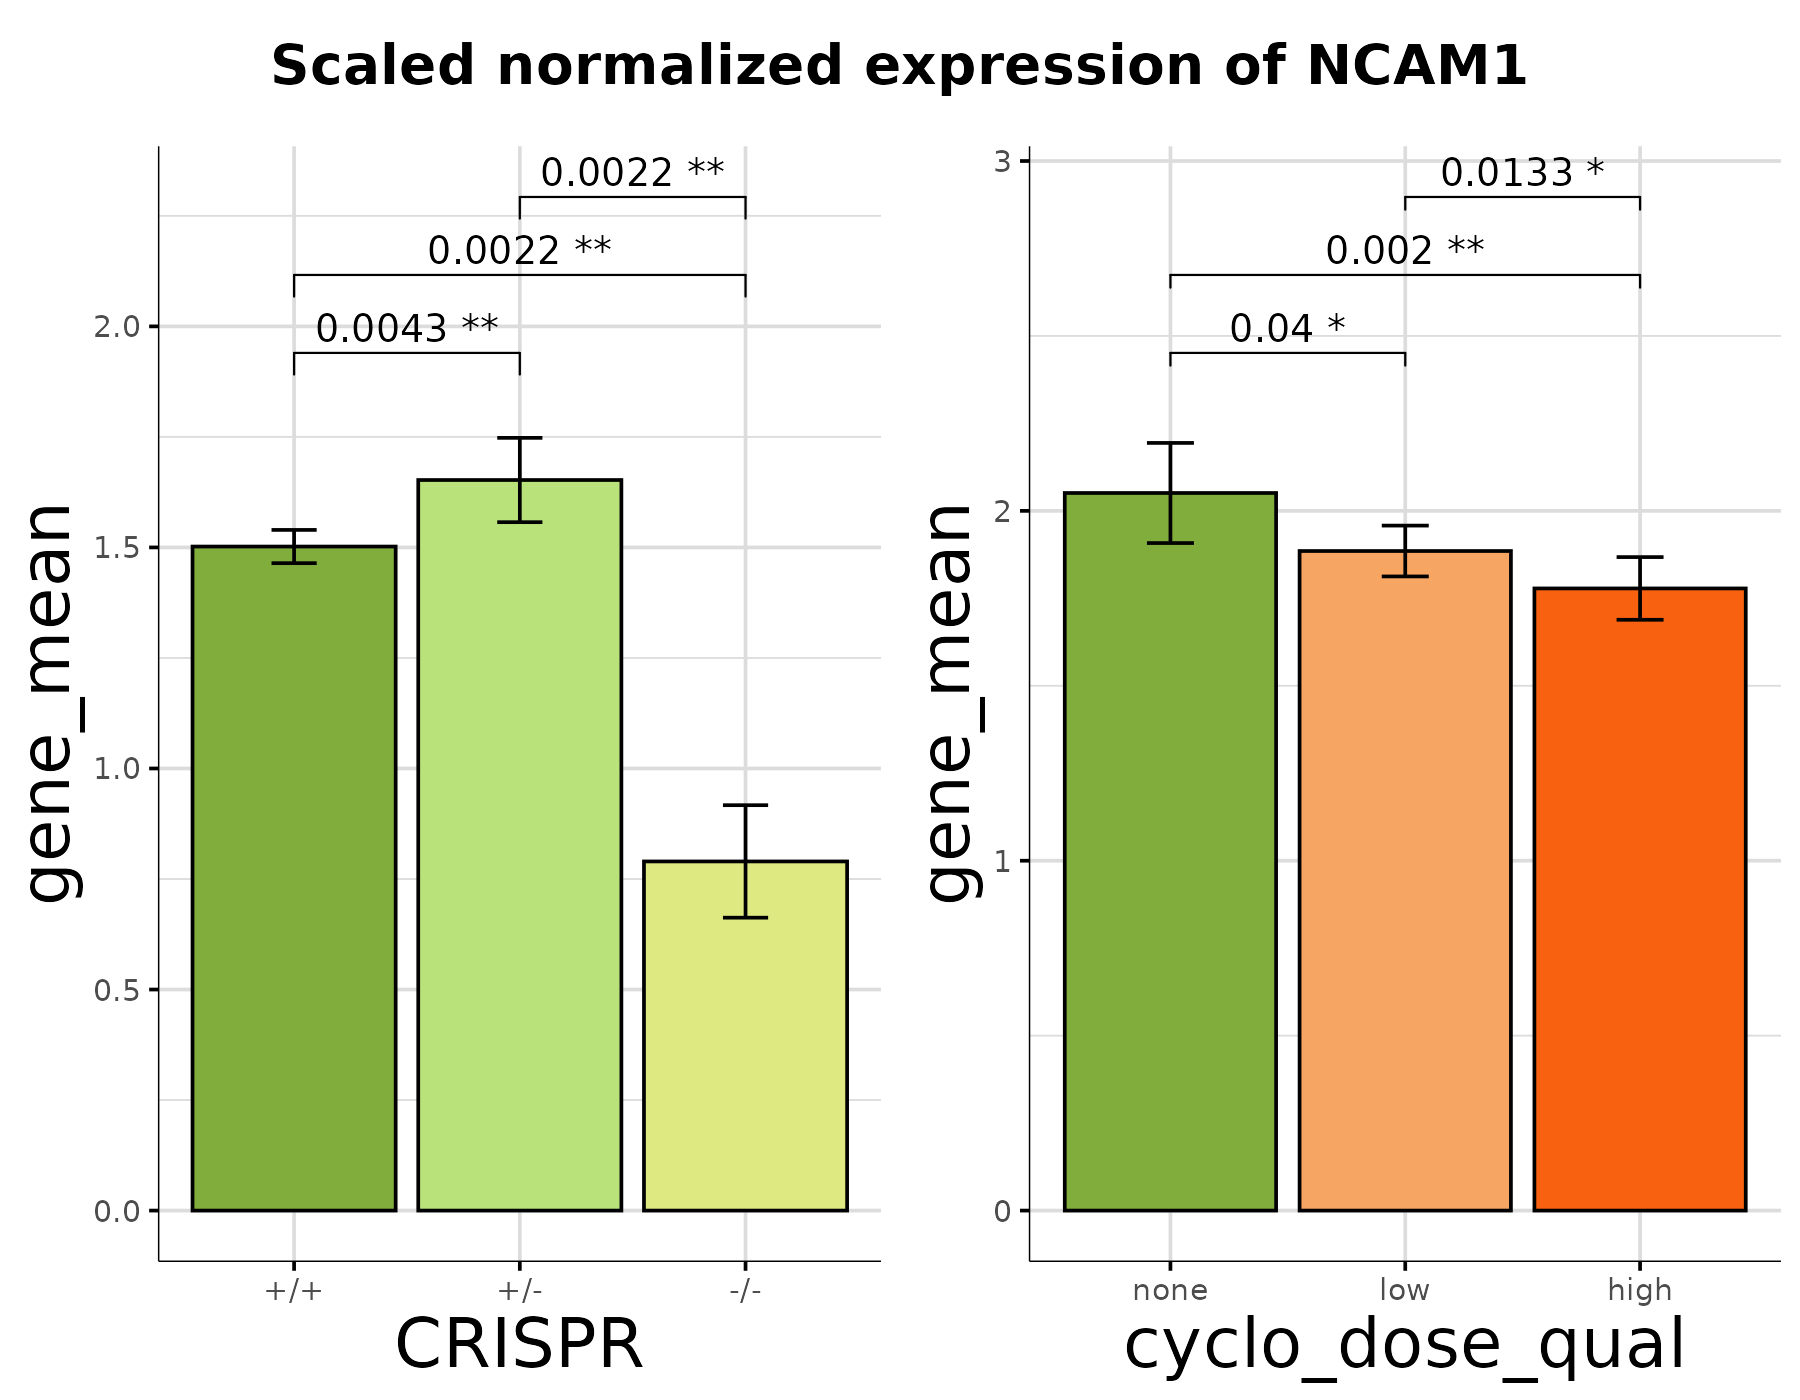 Scaled normalized expression of NCAM1
gene_mean
0.0022 **
0.0022 **
0.0043 **
2.0
1.5
1.0
0.5
0.0
+/+
+/-
-/-
CRISPR
gene_mean
0.0133 *
0.002 **
0.04 *
3
2
1
0
none
low
high
cyclo_dose_qual